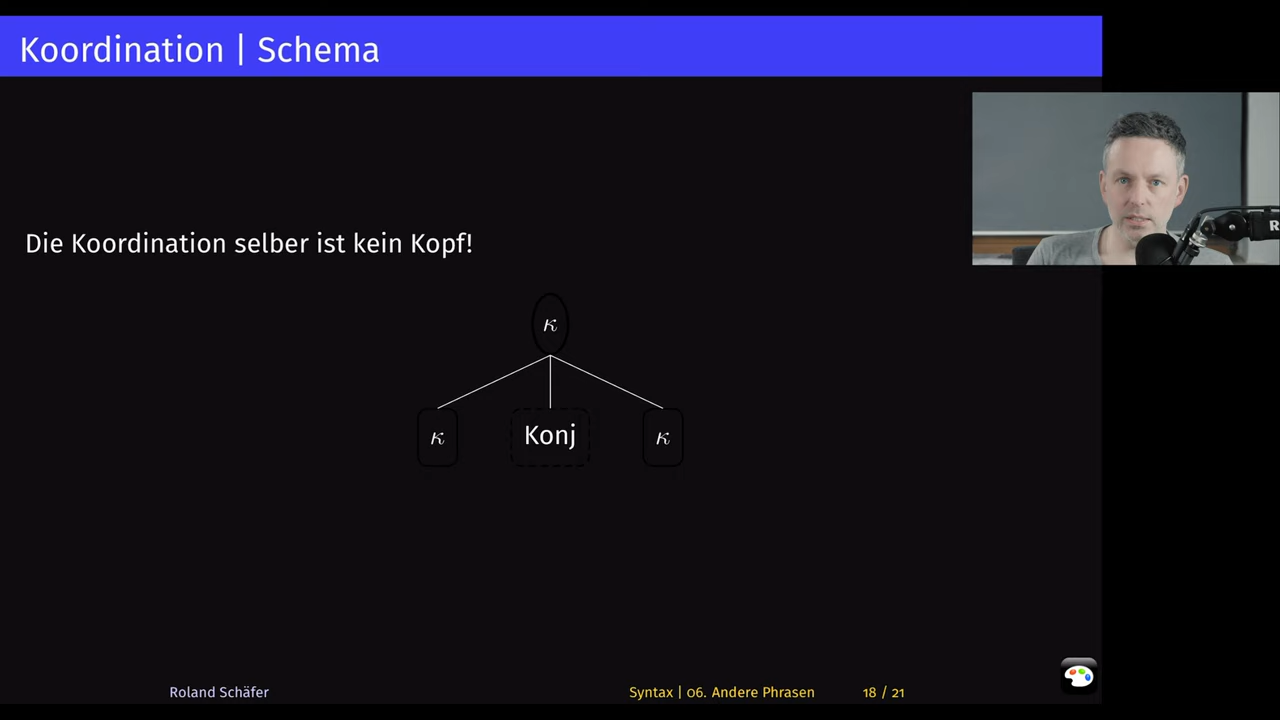 Koordination | Schema
Die Koordination selber ist kein Kopf!
κ
κ Konj κ
R
Roland Schäfer Syntax | 06. Andere Phrasen 18 / 21